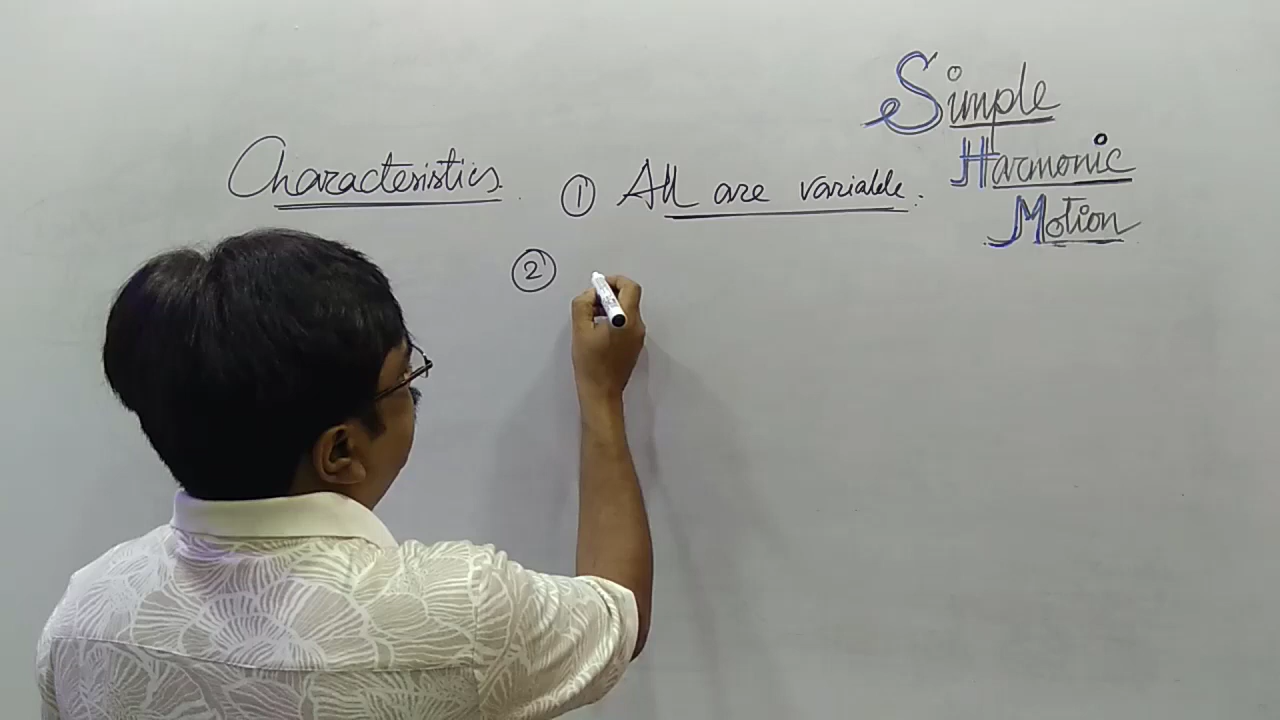 Simple
Harmonic
Motion
Characteristics.
① All are variable.
②